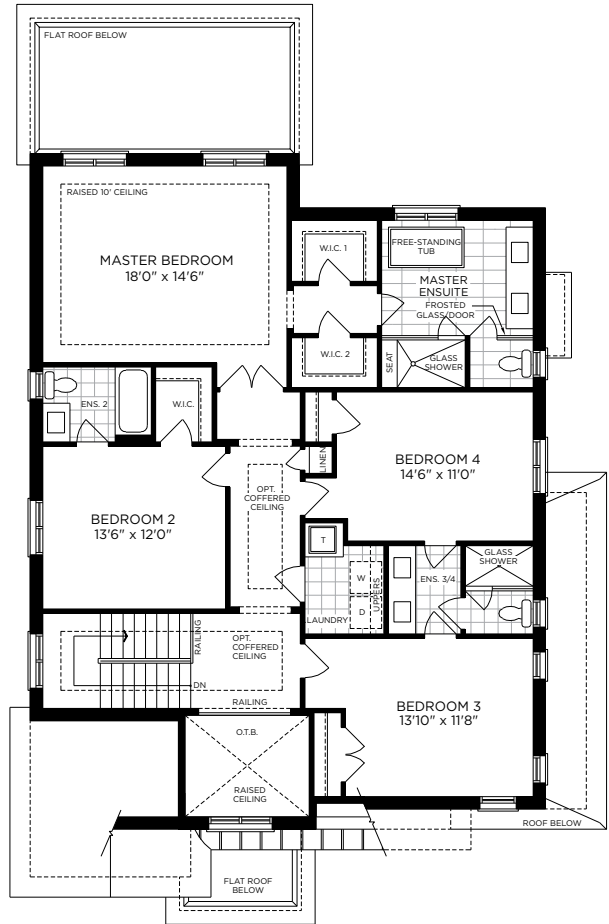 FLAT ROOF BELOW
RAISED 10' CEILING
MASTER BEDROOM
18'0" x 14'6"
W.I.C. 1
FREE-STANDING
TUB
MASTER
ENSUITE
FROSTED
GLASS/DOOR
W.I.C. 2
SEAT
GLASS
SHOWER
ENS. 2
W.I.C.
LINEN
BEDROOM 4
14'6" x 11'0"
OPT.
COFFERED
CEILING
BEDROOM 2
13'6" x 12'0"
T
W
D
UPPERS
LAUNDRY
ENS. 3/4
GLASS
SHOWER
RAILING
OPT.
COFFERED
CEILING
DN
RAILING
BEDROOM 3
13'10" x 11'8"
O.T.B.
RAISED
CEILING
ROOF BELOW
FLAT ROOF
BELOW